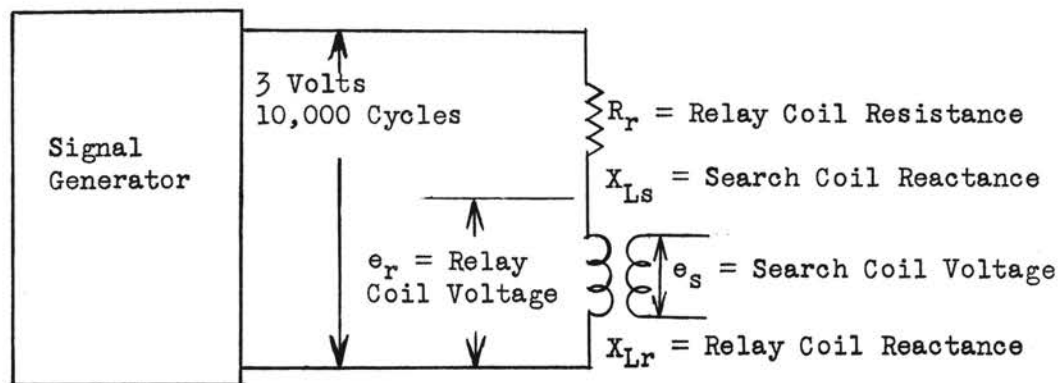 3 Volts
10,000 Cycles
Signal
Generator
R_r = Relay Coil Resistance
X_Ls = Search Coil Reactance
e_r = Relay
Coil Voltage
e_s = Search Coil Voltage
X_Lr = Relay Coil Reactance